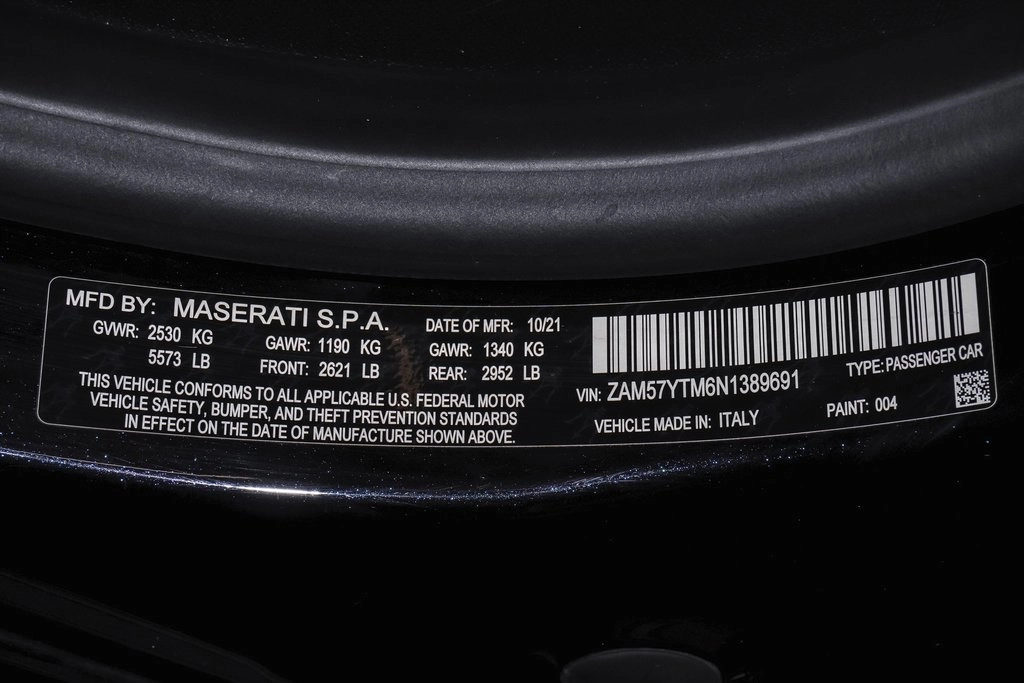 MFD BY: MASERATI S.P.A. DATE OF MFR: 10/21
GVWR: 2530 KG GAWR: 1190 KG GAWR: 1340 KG
5573 LB FRONT: 2621 LB REAR: 2952 LB
THIS VEHICLE CONFORMS TO ALL APPLICABLE U.S. FEDERAL MOTOR
VEHICLE SAFETY, BUMPER, AND THEFT PREVENTION STANDARDS
IN EFFECT ON THE DATE OF MANUFACTURE SHOWN ABOVE.
VIN: ZAM57YTM6N1389691 TYPE: PASSENGER CAR
VEHICLE MADE IN: ITALY PAINT: 004